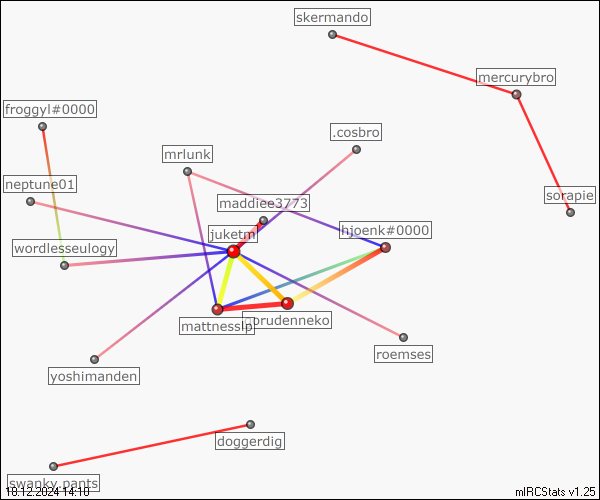 skermando
mercurybro
froggyl#0000
.cosbro
mrlunk
neptune01
sorapie
maddiee3773
hjoenk#0000
juketm
wordlesseulogy
mattnesslp
prudenneko
roemses
yoshimanden
doggerdig
swanky.pants
10.12.2024 14:10
mIRCStats v1.25